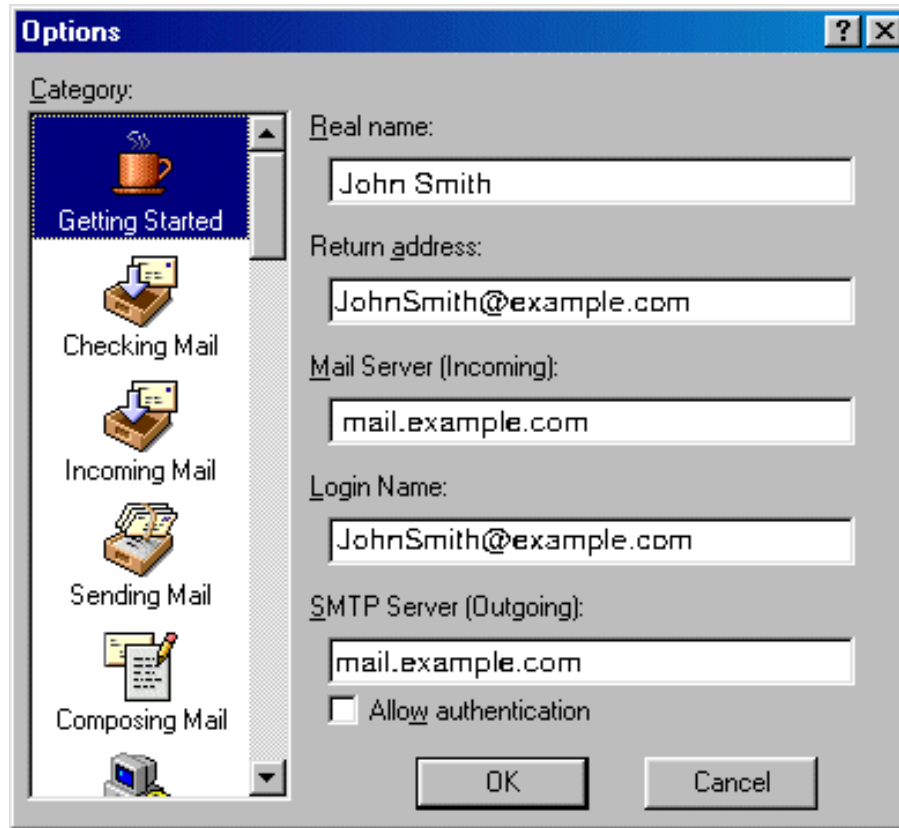 Options
Category:
Getting Started
Checking Mail
Incoming Mail
Sending Mail
Composing Mail
Real name:
John Smith
Return address:
JohnSmith@example.com
Mail Server (Incoming):
mail.example.com
Login Name:
JohnSmith@example.com
SMTP Server (Outgoing):
mail.example.com
Allow authentication
OK
Cancel